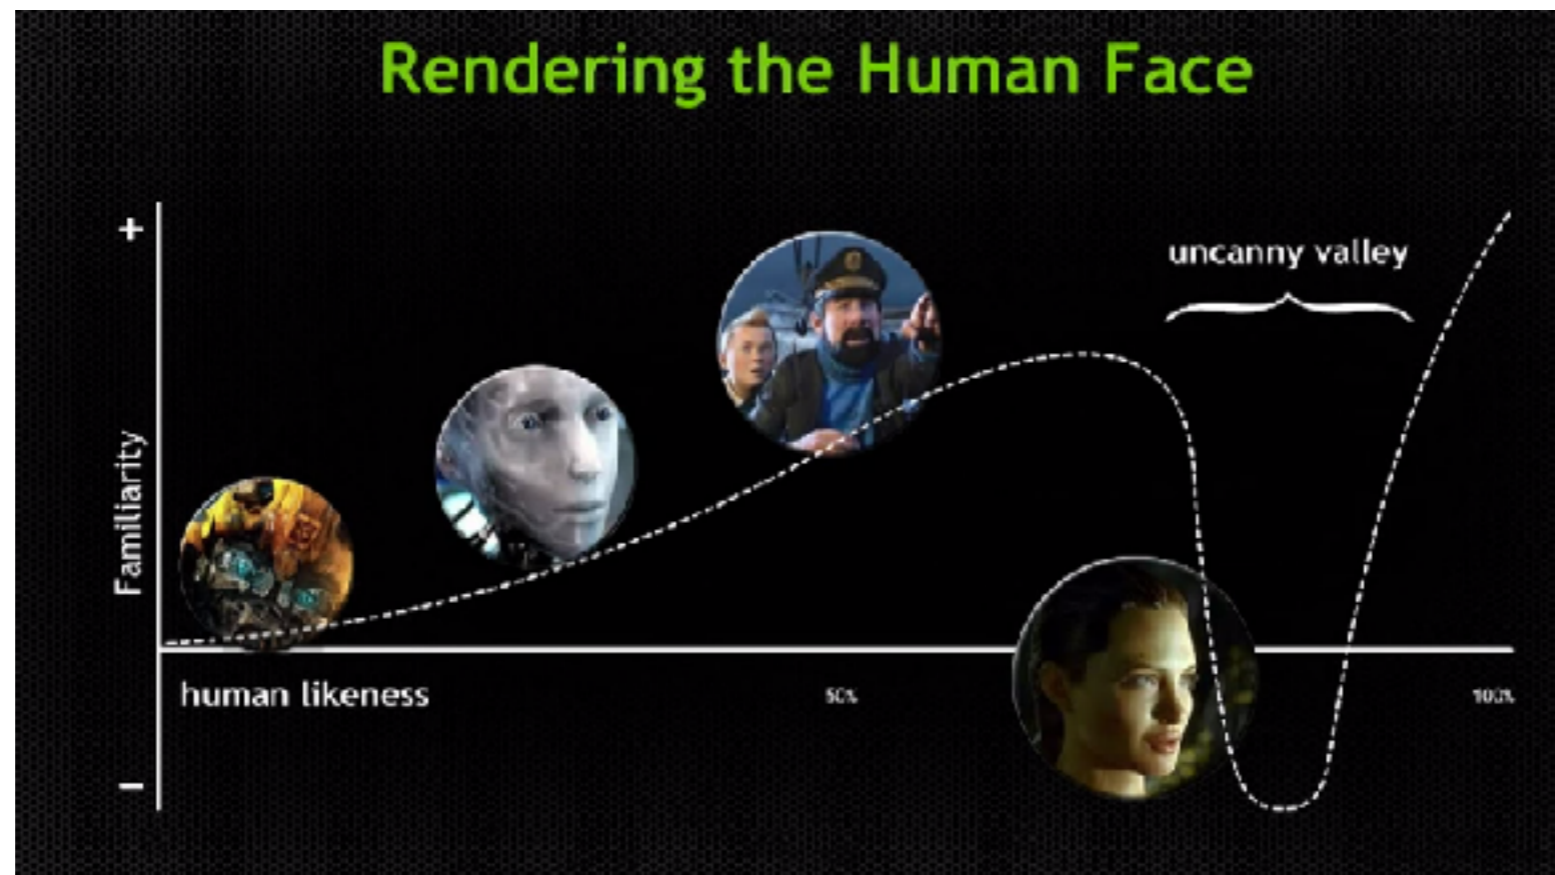 Rendering the Human Face
+
uncanny valley
Familiarity
human likeness
50%
100%
–